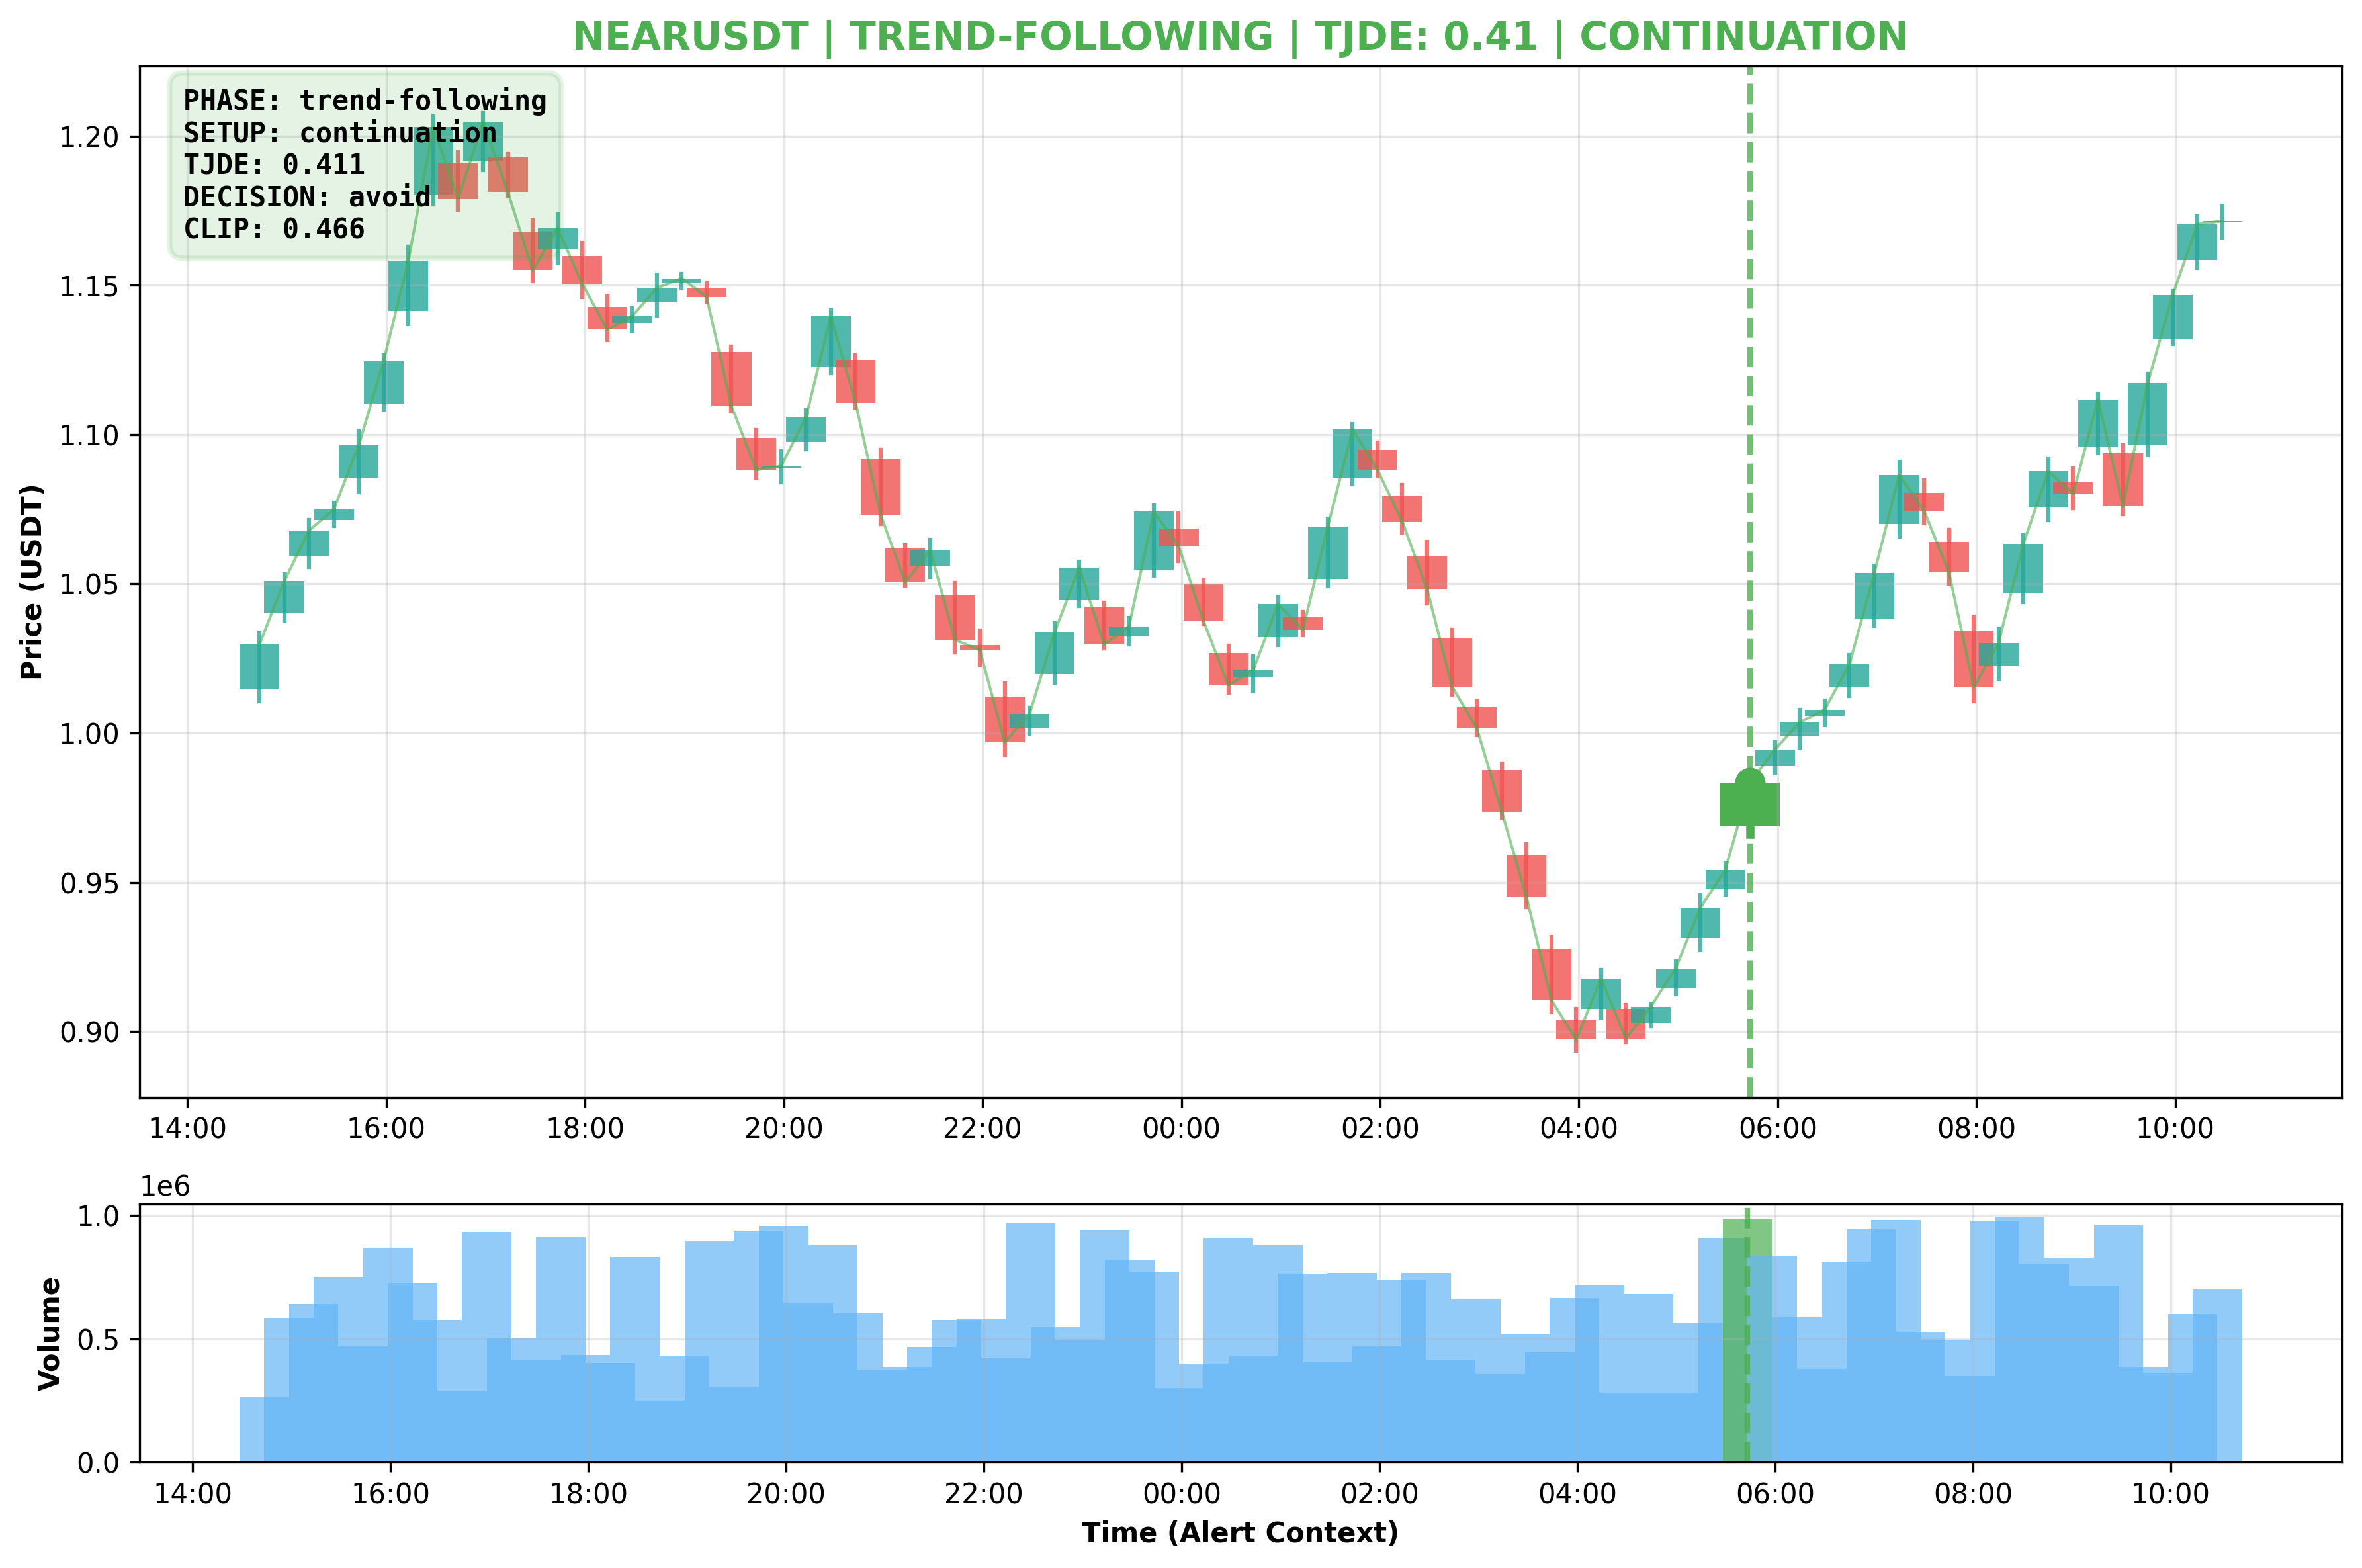 NEARUSDT | TREND-FOLLOWING | TJDE: 0.41 | CONTINUATION
PHASE: trend-following
SETUP: continuation
TJDE: 0.411
DECISION: avoid
CLIP: 0.466
Price (USDT)
1.20
1.15
1.10
1.05
1.00
0.95
0.90
14:00 16:00 18:00 20:00 22:00 00:00 02:00 04:00 06:00 08:00 10:00
1e6
Volume
1.0
0.5
0.0
14:00 16:00 18:00 20:00 22:00 00:00 02:00 04:00 06:00 08:00 10:00
Time (Alert Context)